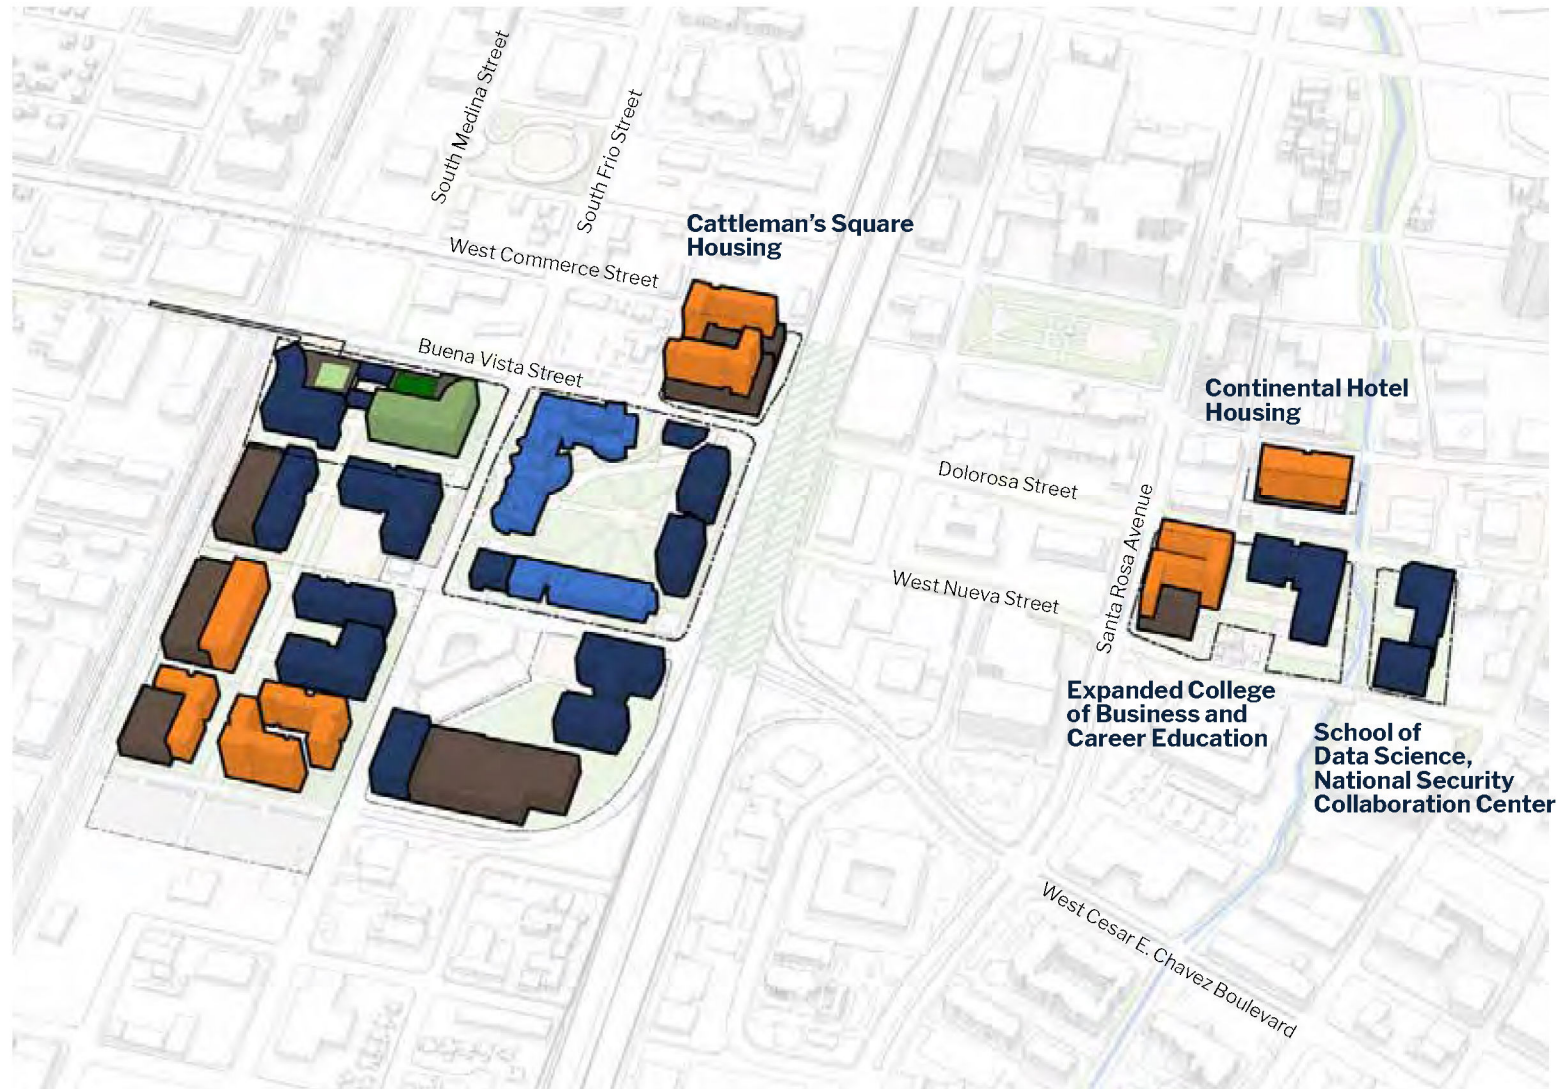 South Medina Street
South Frio Street
Cattleman's Square
Housing
West Commerce Street
Buena Vista Street
Continental Hotel
Housing
Dolorosa Street
Santa Rosa Avenue
West Nueva Street
Expanded College
of Business and
Career Education
School of
Data Science,
National Security
Collaboration Center
West Cesar E. Chavez Boulevard